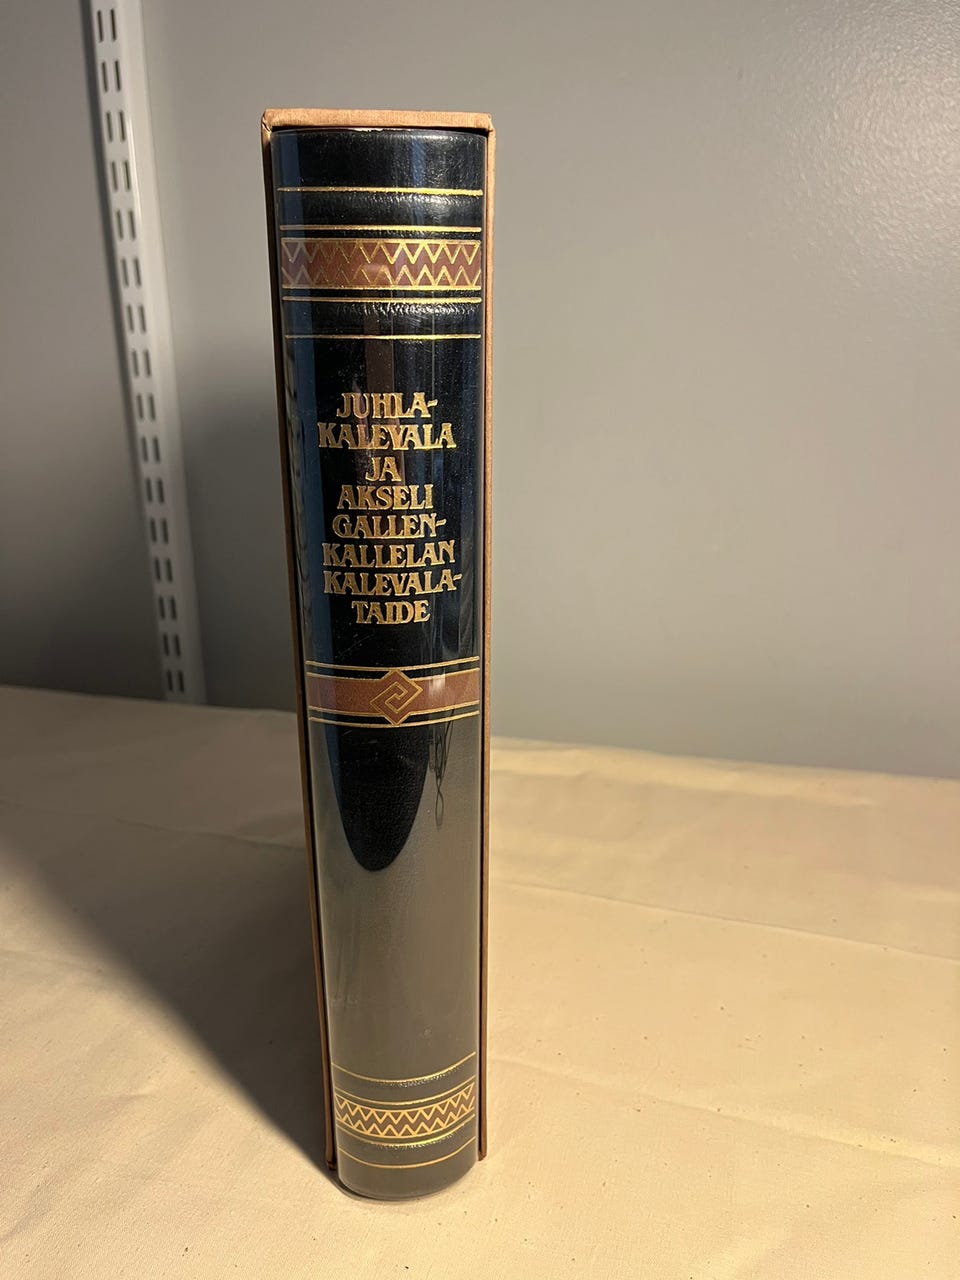 JUHLA-
KALEVALA
JA
AKSELI
GALLEN-
KALLELAN
KALEVALA-
TAIDE